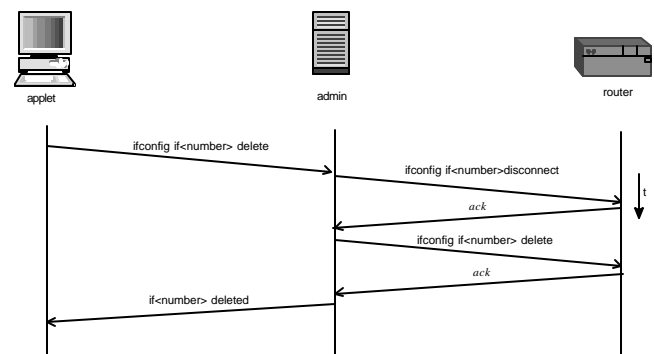 applet
admin
router
ifconfig if<number> delete
ifconfig if<number>disconnect
t
ack
ifconfig if<number> delete
ack
if<number> deleted